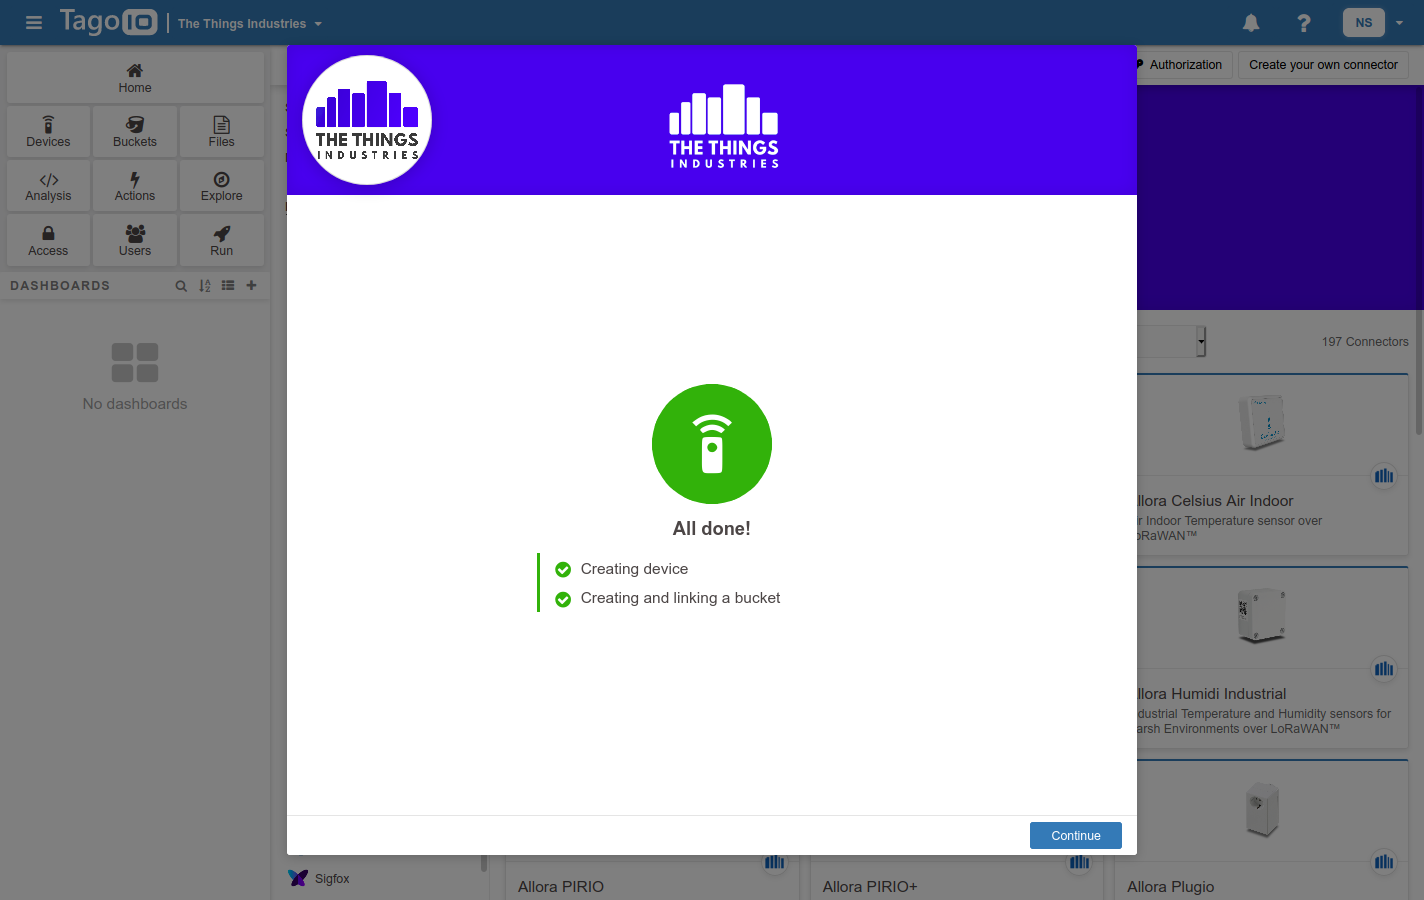 TagoIO
The Things Industries
NS
Home
Devices
Buckets
Files
Analysis
Actions
Explore
Access
Users
Run
DASHBOARDS
No dashboards
Authorization
Create your own connector
THE THINGS
INDUSTRIES
THE THINGS
INDUSTRIES
All done!
Creating device
Creating and linking a bucket
Continue
197 Connectors
llora Celsius Air Indoor
r Indoor Temperature sensor over
oRaWAN™
llora Humidi Industrial
dustrial Temperature and Humidity sensors for
arsh Environments over LoRaWAN™
Sigfox
Allora PIRIO
Allora PIRIO+
Allora Plugio